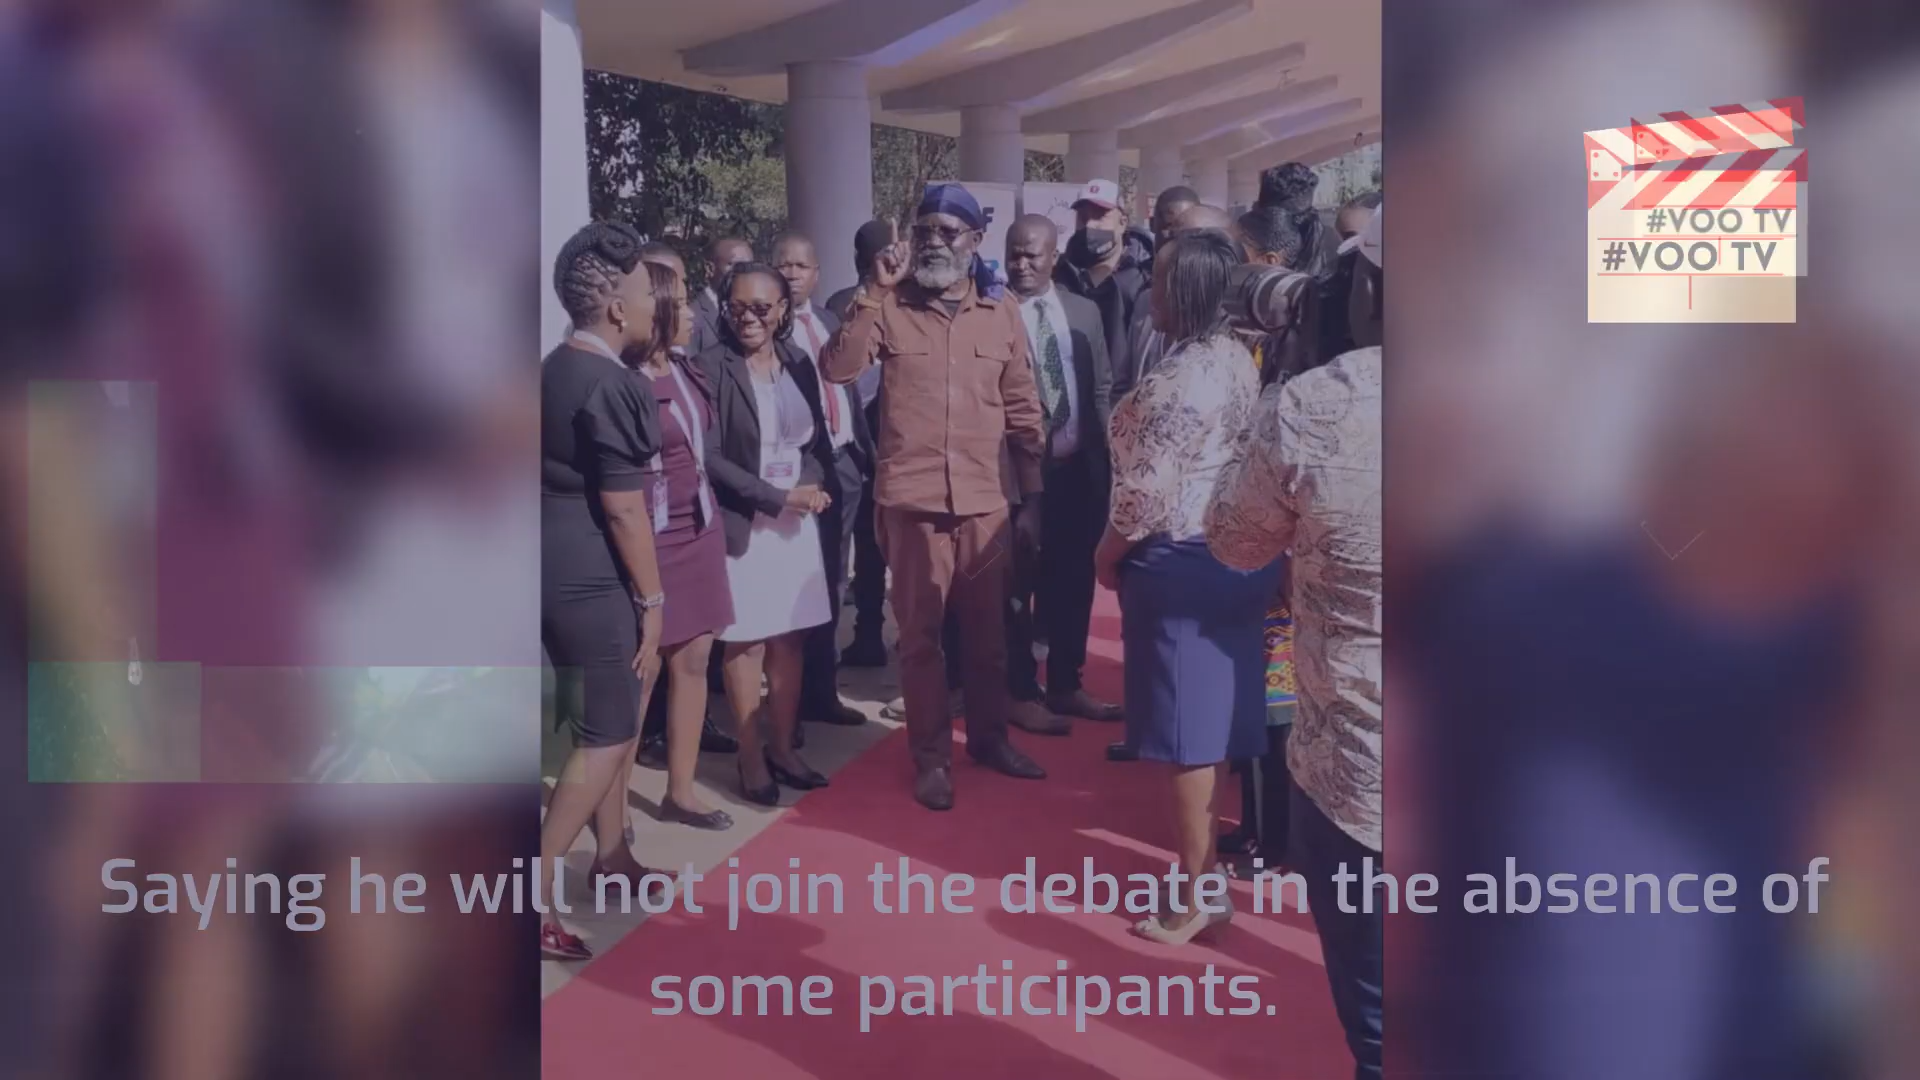 #VOO TV
#VOO TV
Saying he will not join the debate in the absence of
some participants.